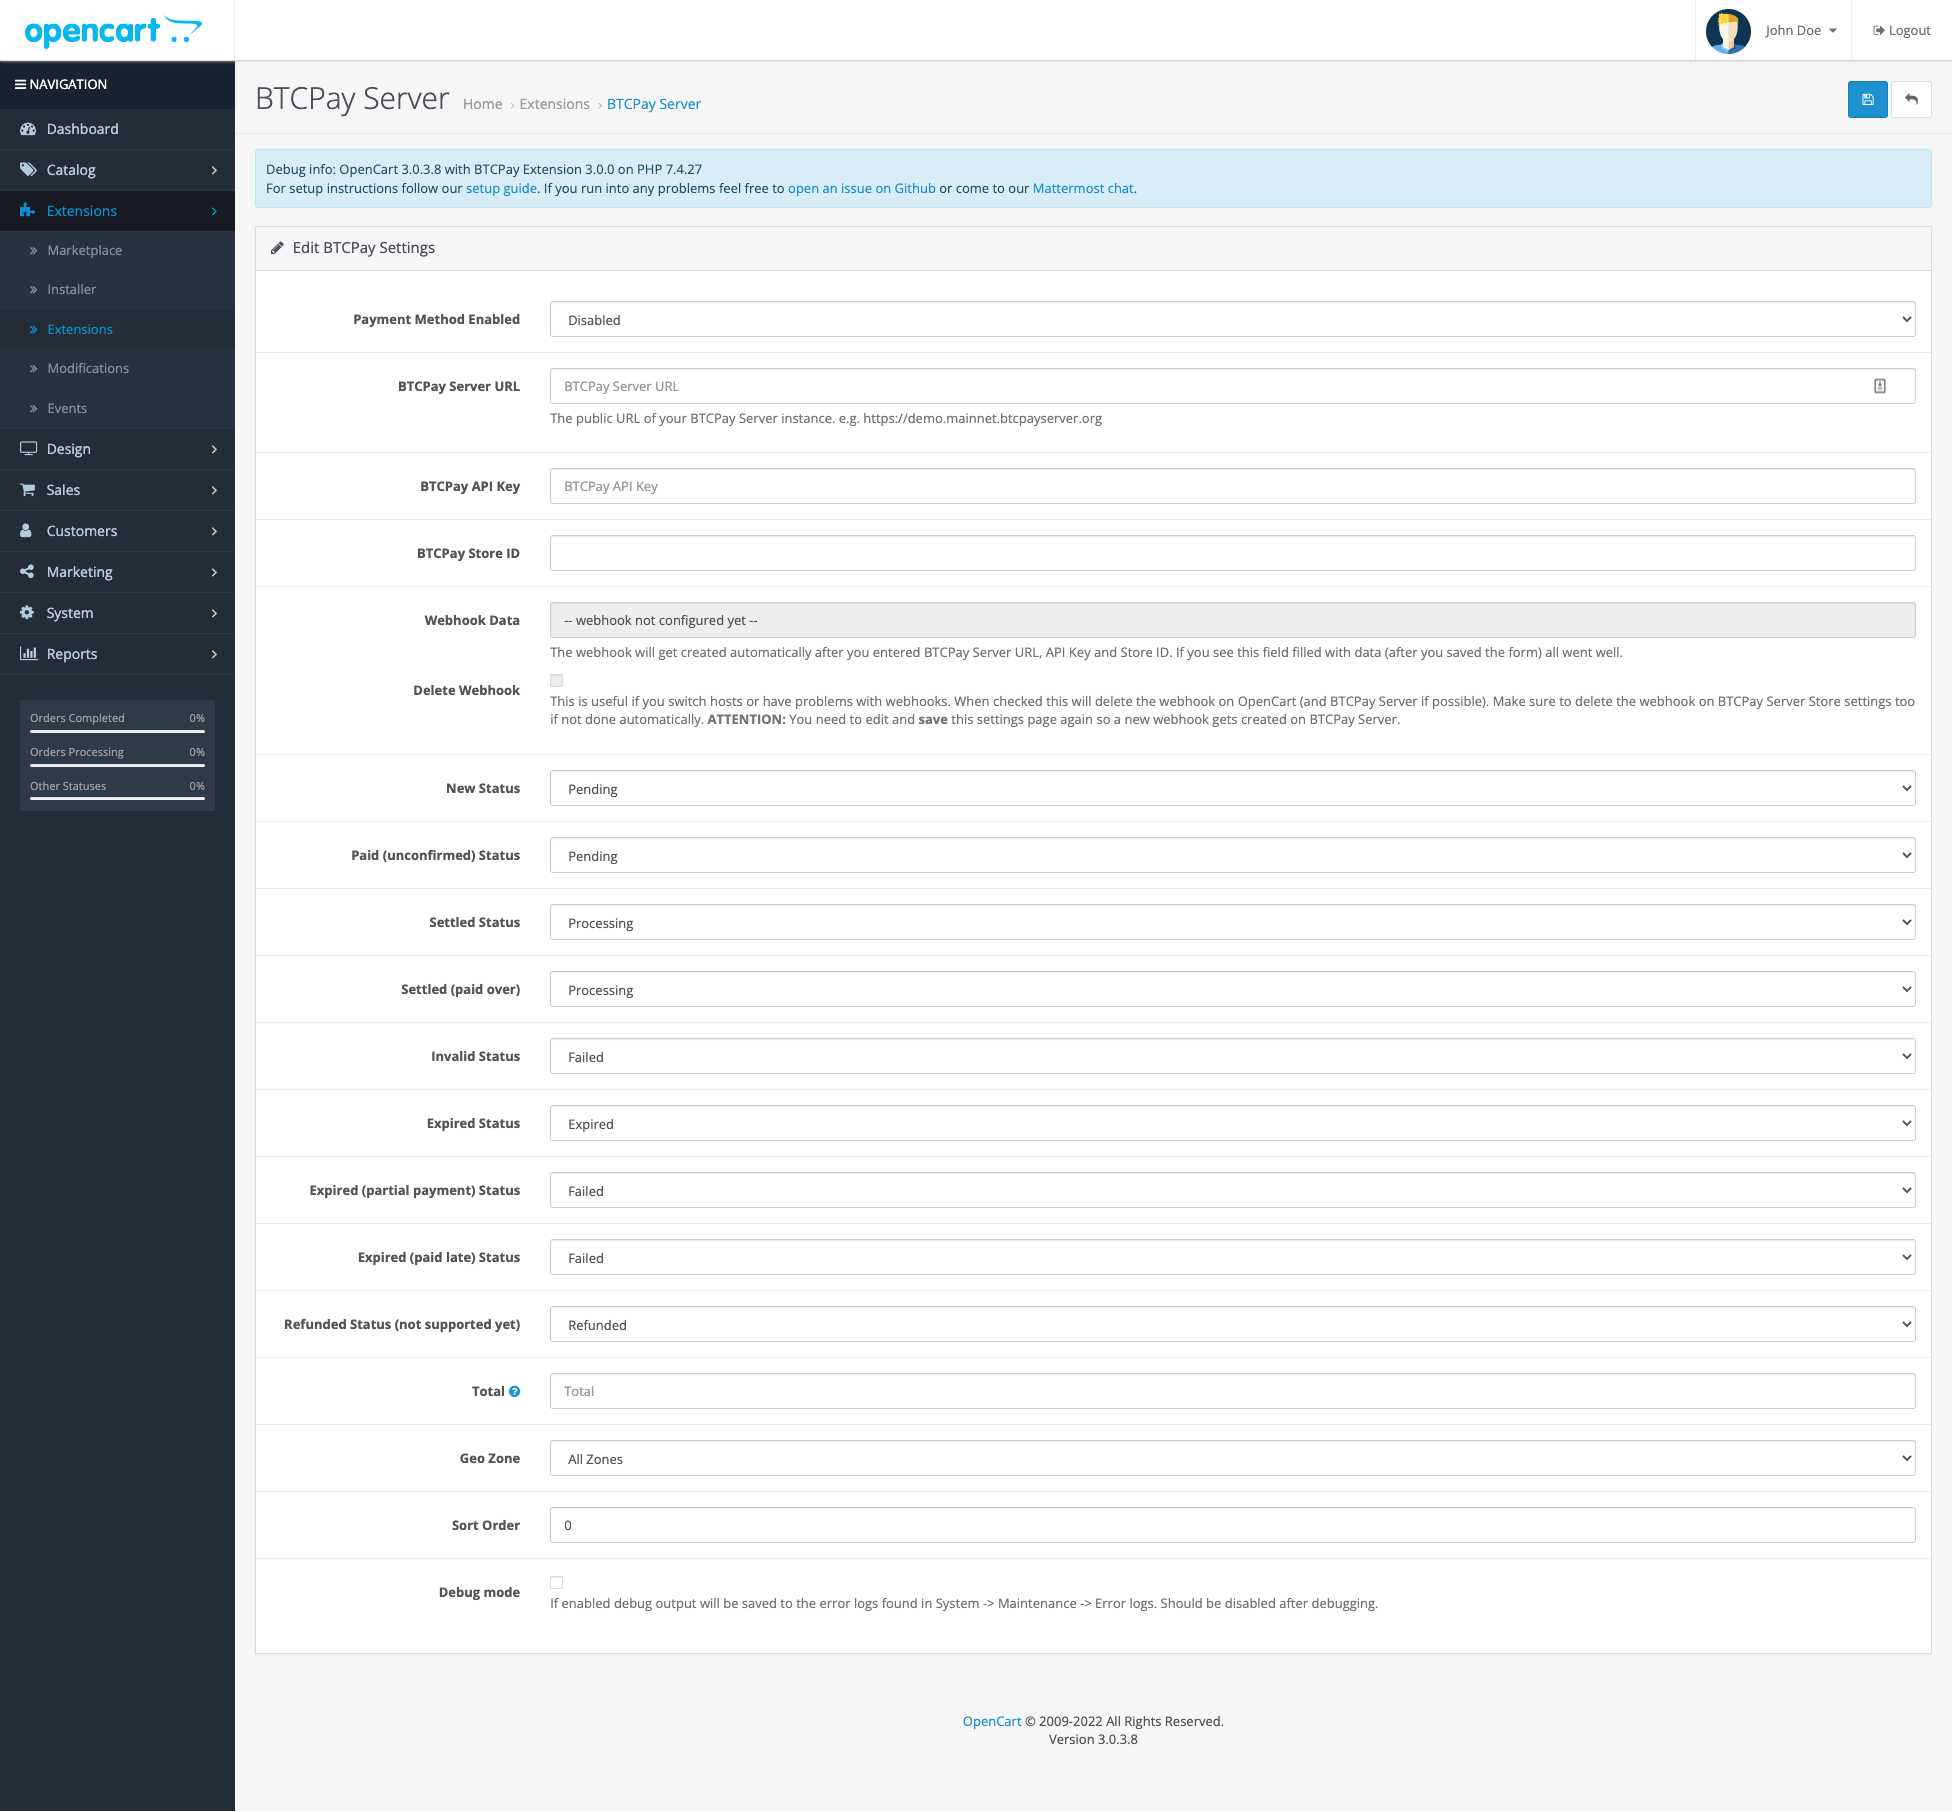 opencart
John Doe
Logout
NAVIGATION
Dashboard
Catalog
Extensions
Marketplace
Installer
Extensions
Modifications
Events
Design
Sales
Customers
Marketing
System
Reports
Orders Completed 0%
Orders Processing 0%
Other Statuses 0%
BTCPay Server Home › Extensions › BTCPay Server
Debug info: OpenCart 3.0.3.8 with BTCPay Extension 3.0.0 on PHP 7.4.27
For setup instructions follow our setup guide. If you run into any problems feel free to open an issue on Github or come to our Mattermost chat.
Edit BTCPay Settings
Payment Method Enabled Disabled
BTCPay Server URL BTCPay Server URL
The public URL of your BTCPay Server instance. e.g. https://demo.mainnet.btcpayserver.org
BTCPay API Key BTCPay API Key
BTCPay Store ID
Webhook Data -- webhook not configured yet --
The webhook will get created automatically after you entered BTCPay Server URL, API Key and Store ID. If you see this field filled with data (after you saved the form) all went well.
Delete Webhook
This is useful if you switch hosts or have problems with webhooks. When checked this will delete the webhook on OpenCart (and BTCPay Server if possible). Make sure to delete the webhook on BTCPay Server Store settings too
if not done automatically. ATTENTION: You need to edit and save this settings page again so a new webhook gets created on BTCPay Server.
New Status Pending
Paid (unconfirmed) Status Pending
Settled Status Processing
Settled (paid over) Processing
Invalid Status Failed
Expired Status Expired
Expired (partial payment) Status Failed
Expired (paid late) Status Failed
Refunded Status (not supported yet) Refunded
Total Total
Geo Zone All Zones
Sort Order 0
Debug mode
If enabled debug output will be saved to the error logs found in System -> Maintenance -> Error logs. Should be disabled after debugging.
OpenCart © 2009-2022 All Rights Reserved.
Version 3.0.3.8